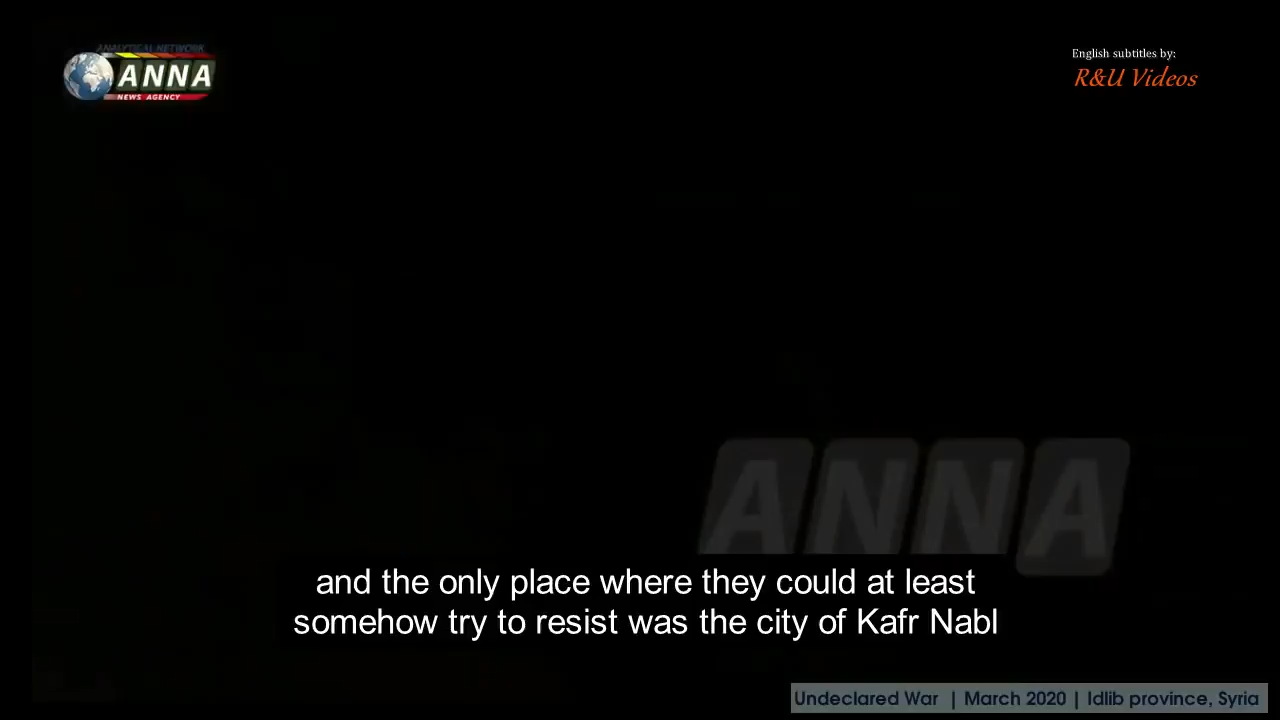 ANALYTICAL NETWORK
ANNA
NEWS AGENCY
English subtitles by:
R&U Videos
ANNA
and the only place where they could at least
somehow try to resist was the city of Kafr Nabl
Undeclared War | March 2020 | Idlib province, Syria